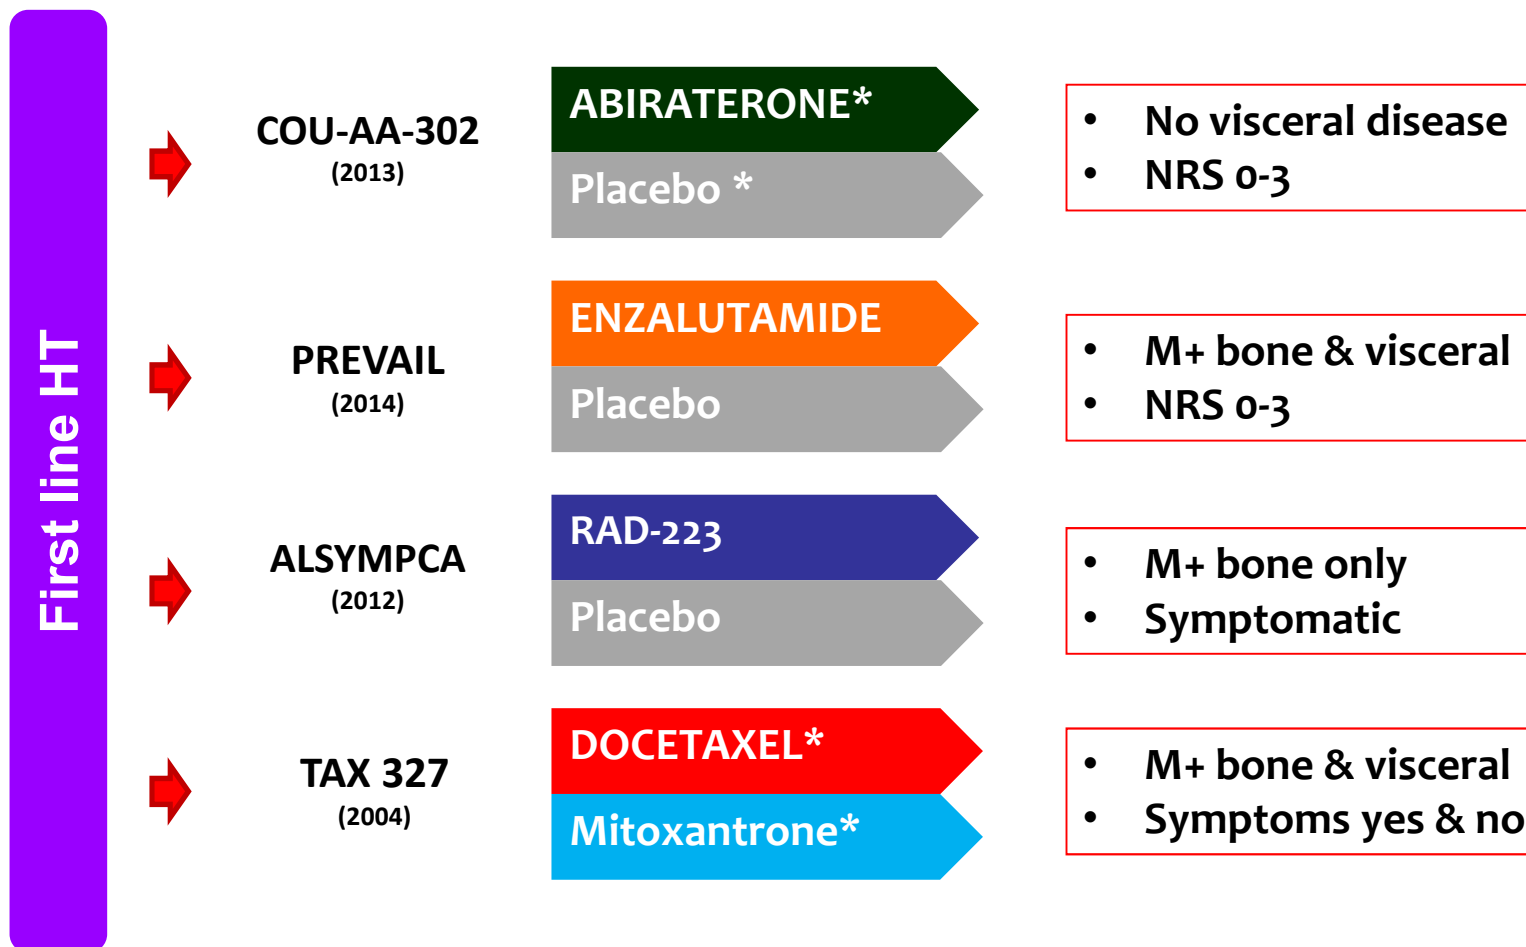 First line HT
COU-AA-302
(2013)
ABIRATERONE*
Placebo *
• No visceral disease
• NRS 0-3
PREVAIL
(2014)
ENZALUTAMIDE
Placebo
• M+ bone & visceral
• NRS 0-3
ALSYMPCA
(2012)
RAD-223
Placebo
• M+ bone only
• Symptomatic
TAX 327
(2004)
DOCETAXEL*
Mitoxantrone*
• M+ bone & visceral
• Symptoms yes & no